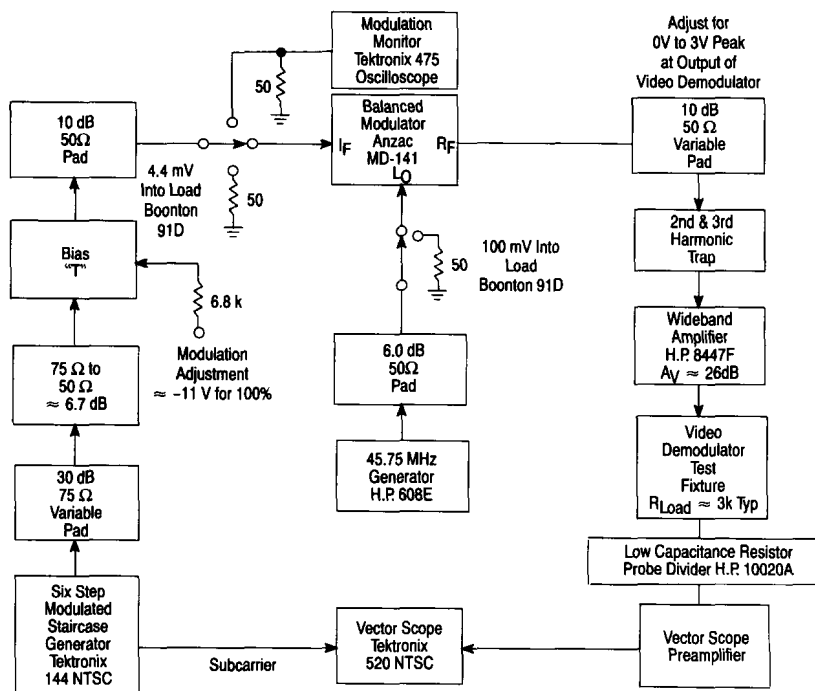 Modulation
Monitor
Tektronix 475
Oscilloscope
50
Adjust for
0V to 3V Peak
at Output of
Video Demodulator
10 dB
50Ω
Pad
4.4 mV
Into Load
Boonton
91D
50
Balanced
Modulator
Anzac
MD-141
IF
RF
LO
10 dB
50 Ω
Variable
Pad
Bias
"T"
6.8 k
Modulation
Adjustment
≈ –11 V for 100%
50
100 mV Into
Load
Boonton 91D
2nd & 3rd
Harmonic
Trap
75 Ω to
50 Ω
≈ 6.7 dB
6.0 dB
50Ω
Pad
Wideband
Amplifier
H.P. 8447F
AV ≈ 26dB
30 dB
75 Ω
Variable
Pad
45.75 MHz
Generator
H.P. 608E
Video
Demodulator
Test
Fixture
RLoad ≈ 3k Typ
Low Capacitance Resistor
Probe Divider H.P. 10020A
Six Step
Modulated
Staircase
Generator
Tektronix
144 NTSC
Subcarrier
Vector Scope
Tektronix
520 NTSC
Vector Scope
Preamplifier